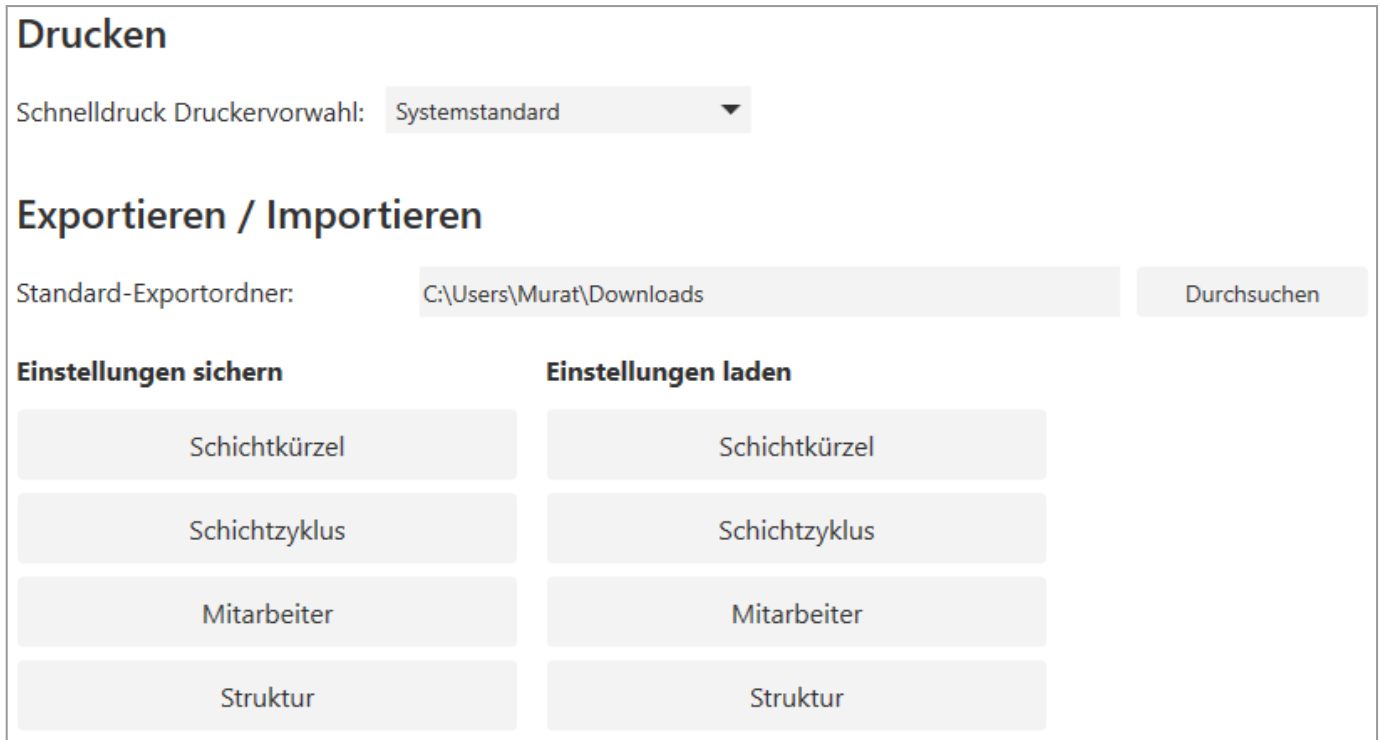 Drucken
Schnelldruck Druckervorwahl: Systemstandard
Exportieren / Importieren
Standard-Exportordner: C:\Users\Murat\Downloads Durchsuchen
Einstellungen sichern Einstellungen laden
Schichtkürzel Schichtkürzel
Schichtzyklus Schichtzyklus
Mitarbeiter Mitarbeiter
Struktur Struktur